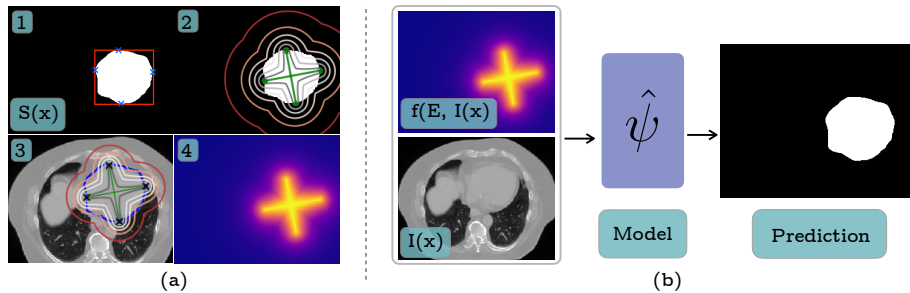 1
2
S(x)
3
4
(a)
f(E, I(x)
I(x)
ψ̂
Model
Prediction
(b)